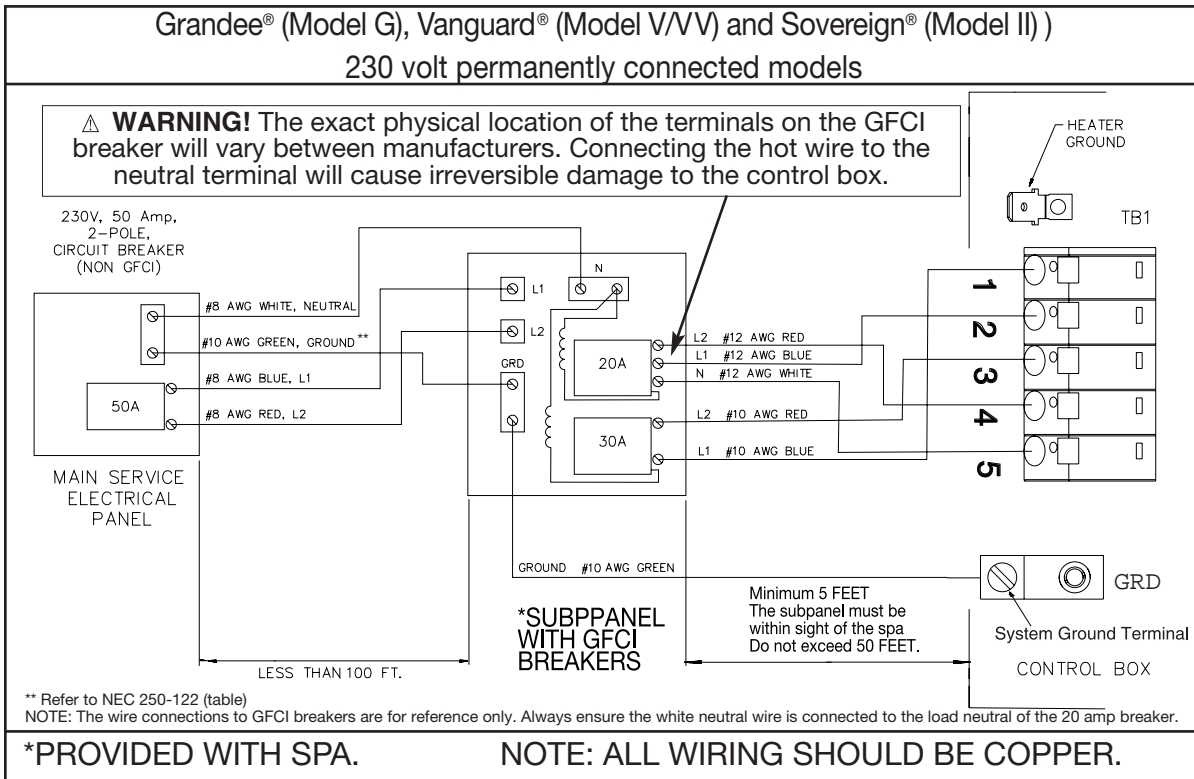 Grandee® (Model G), Vanguard® (Model V/VV) and Sovereign® (Model II) )
230 volt permanently connected models
⚠ WARNING! The exact physical location of the terminals on the GFCI
breaker will vary between manufacturers. Connecting the hot wire to the
neutral terminal will cause irreversible damage to the control box.
HEATER
GROUND
TB1
230V, 50 Amp,
2-POLE,
CIRCUIT BREAKER
(NON GFCI)
#8 AWG WHITE, NEUTRAL
#10 AWG GREEN, GROUND**
#8 AWG BLUE, L1
#8 AWG RED, L2
50A
MAIN SERVICE
ELECTRICAL
PANEL
N
L1
L2
GRD
20A
30A
L2 #12 AWG RED
L1 #12 AWG BLUE
N #12 AWG WHITE
L2 #10 AWG RED
L1 #10 AWG BLUE
1
2
3
4
5
GROUND #10 AWG GREEN
*SUBPPANEL
WITH GFCI
BREAKERS
Minimum 5 FEET
The subpanel must be
within sight of the spa
Do not exceed 50 FEET.
GRD
System Ground Terminal
CONTROL BOX
LESS THAN 100 FT.
** Refer to NEC 250-122 (table)
NOTE: The wire connections to GFCI breakers are for reference only. Always ensure the white neutral wire is connected to the load neutral of the 20 amp breaker.
*PROVIDED WITH SPA. NOTE: ALL WIRING SHOULD BE COPPER.